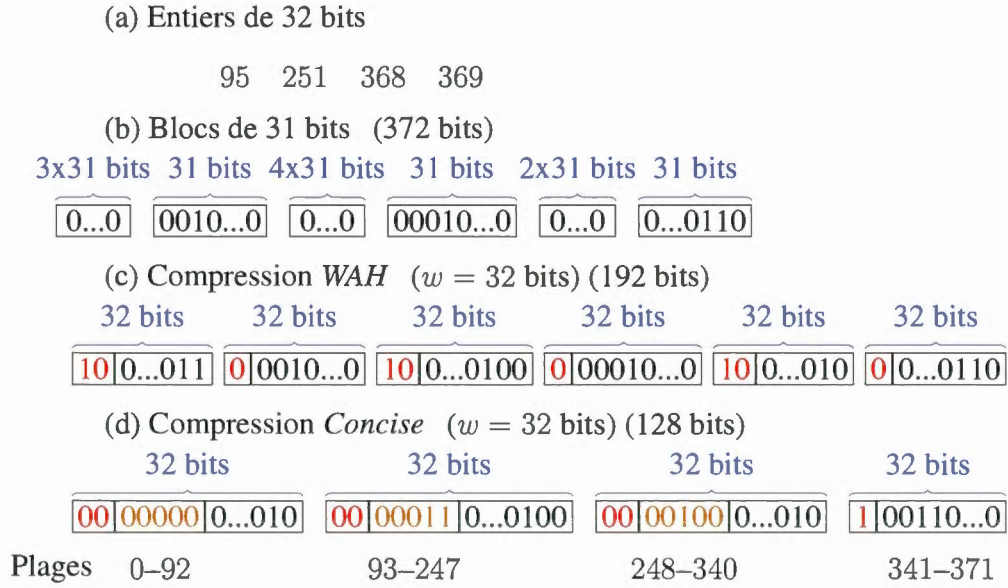 (a) Entiers de 32 bits
95 251 368 369
(b) Blocs de 31 bits (372 bits)
3x31 bits 31 bits 4x31 bits 31 bits 2x31 bits 31 bits
0...0 0010...0 0...0 00010...0 0...0 0...0110
(c) Compression WAH (w = 32 bits) (192 bits)
32 bits 32 bits 32 bits 32 bits 32 bits 32 bits
10 0...011 0 0010...0 10 0...0100 0 00010...0 10 0...010 0 0...0110
(d) Compression Concise (w = 32 bits) (128 bits)
32 bits 32 bits 32 bits 32 bits
00 00000 0...010 00 00011 0...0100 00 00100 0...010 1 00110...0
Plages 0–92 93–247 248–340 341–371